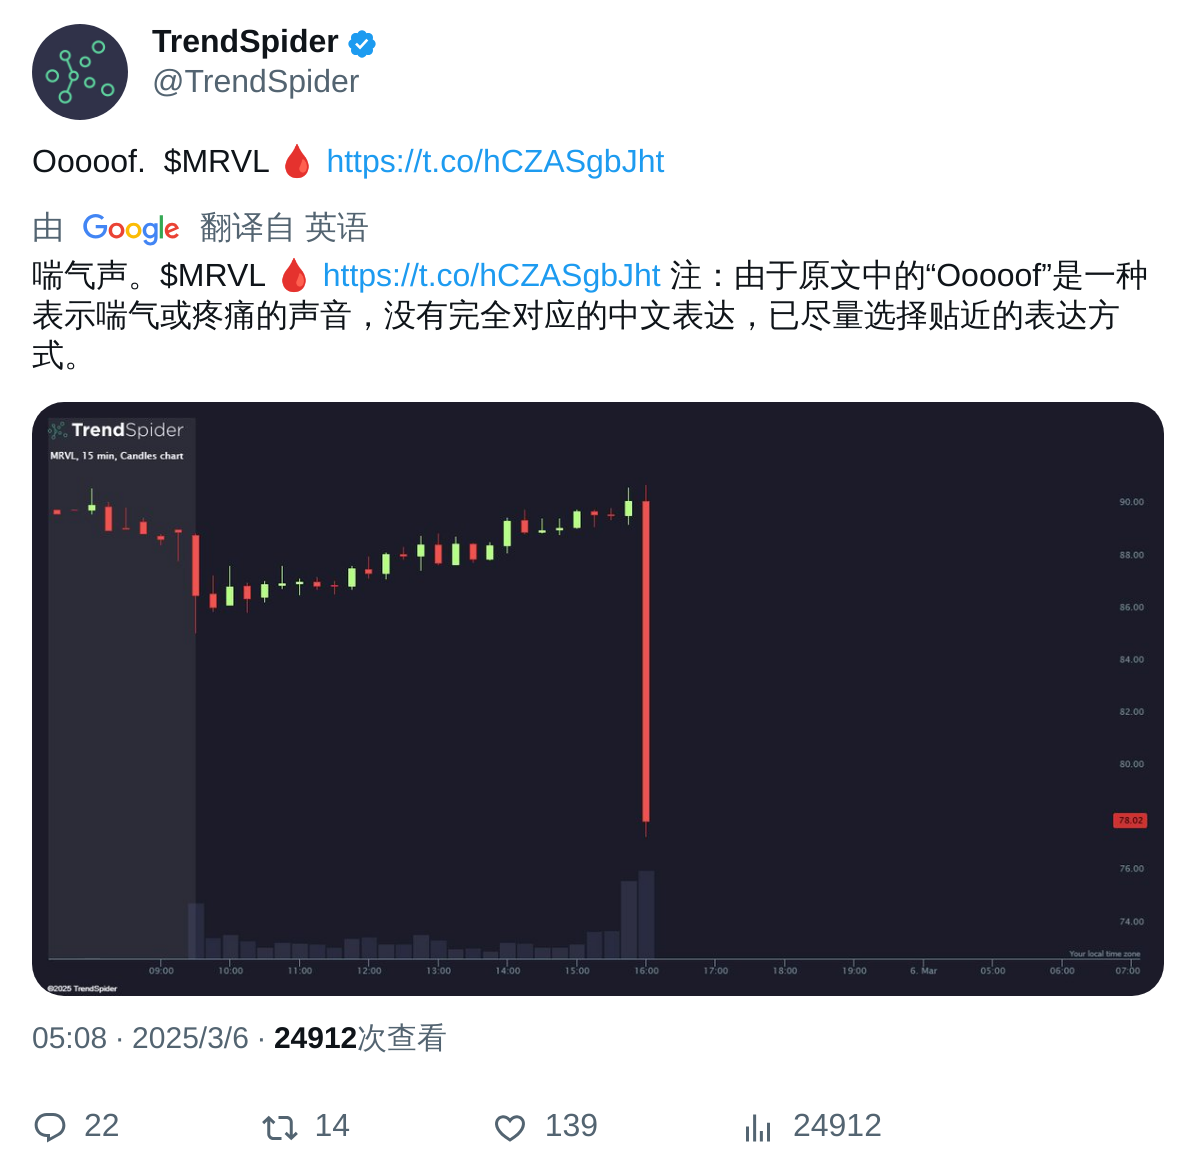 TrendSpider
@TrendSpider
Ooooof. $MRVL 🩸 https://t.co/hCZASgbJht
由 Google 翻译自 英语
喘气声。$MRVL 🩸 https://t.co/hCZASgbJht 注：由于原文中的“Ooooof”是一种
表示喘气或疼痛的声音，没有完全对应的中文表达，已尽量选择贴近的表达方
式。
TrendSpider
MRVL, 15 min, Candles chart
90.00
88.00
86.00
84.00
82.00
80.00
78.02
76.00
74.00
Your local time zone
09:00 10:00 11:00 12:00 13:00 14:00 15:00 16:00 17:00 18:00 19:00 6. Mar 05:00 06:00 07:00
©2025 TrendSpider
05:08 · 2025/3/6 · 24912次查看
22 14 139 24912